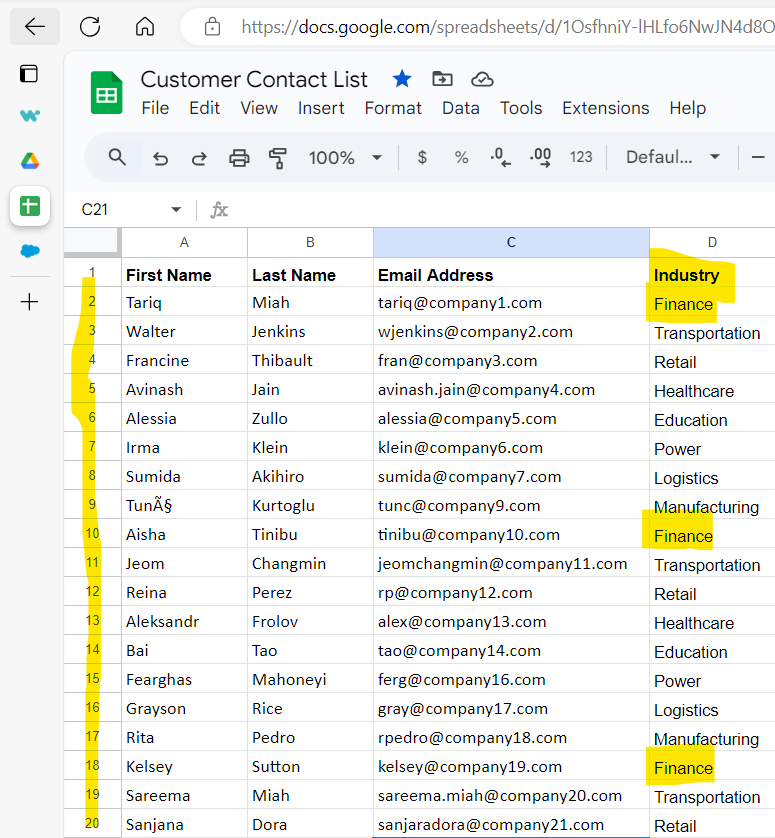 https://docs.google.com/spreadsheets/d/1OsfhniY-lHLfo6NwJN4d8O
Customer Contact List
File Edit View Insert Format Data Tools Extensions Help
100% $ % .0 .00 123 Defaul...
C21 fx
A B C D
1 First Name Last Name Email Address Industry
2 Tariq Miah tariq@company1.com Finance
3 Walter Jenkins wjenkins@company2.com Transportation
4 Francine Thibault fran@company3.com Retail
5 Avinash Jain avinash.jain@company4.com Healthcare
6 Alessia Zullo alessia@company5.com Education
7 Irma Klein klein@company6.com Power
8 Sumida Akihiro sumida@company7.com Logistics
9 TunÃ§ Kurtoglu tunc@company9.com Manufacturing
10 Aisha Tinibu tinibu@company10.com Finance
11 Jeom Changmin jeomchangmin@company11.com Transportation
12 Reina Perez rp@company12.com Retail
13 Aleksandr Frolov alex@company13.com Healthcare
14 Bai Tao tao@company14.com Education
15 Fearghas Mahoneyi ferg@company16.com Power
16 Grayson Rice gray@company17.com Logistics
17 Rita Pedro rpedro@company18.com Manufacturing
18 Kelsey Sutton kelsey@company19.com Finance
19 Sareema Miah sareema.miah@company20.com Transportation
20 Sanjana Dora sanjaradora@company21.com Retail